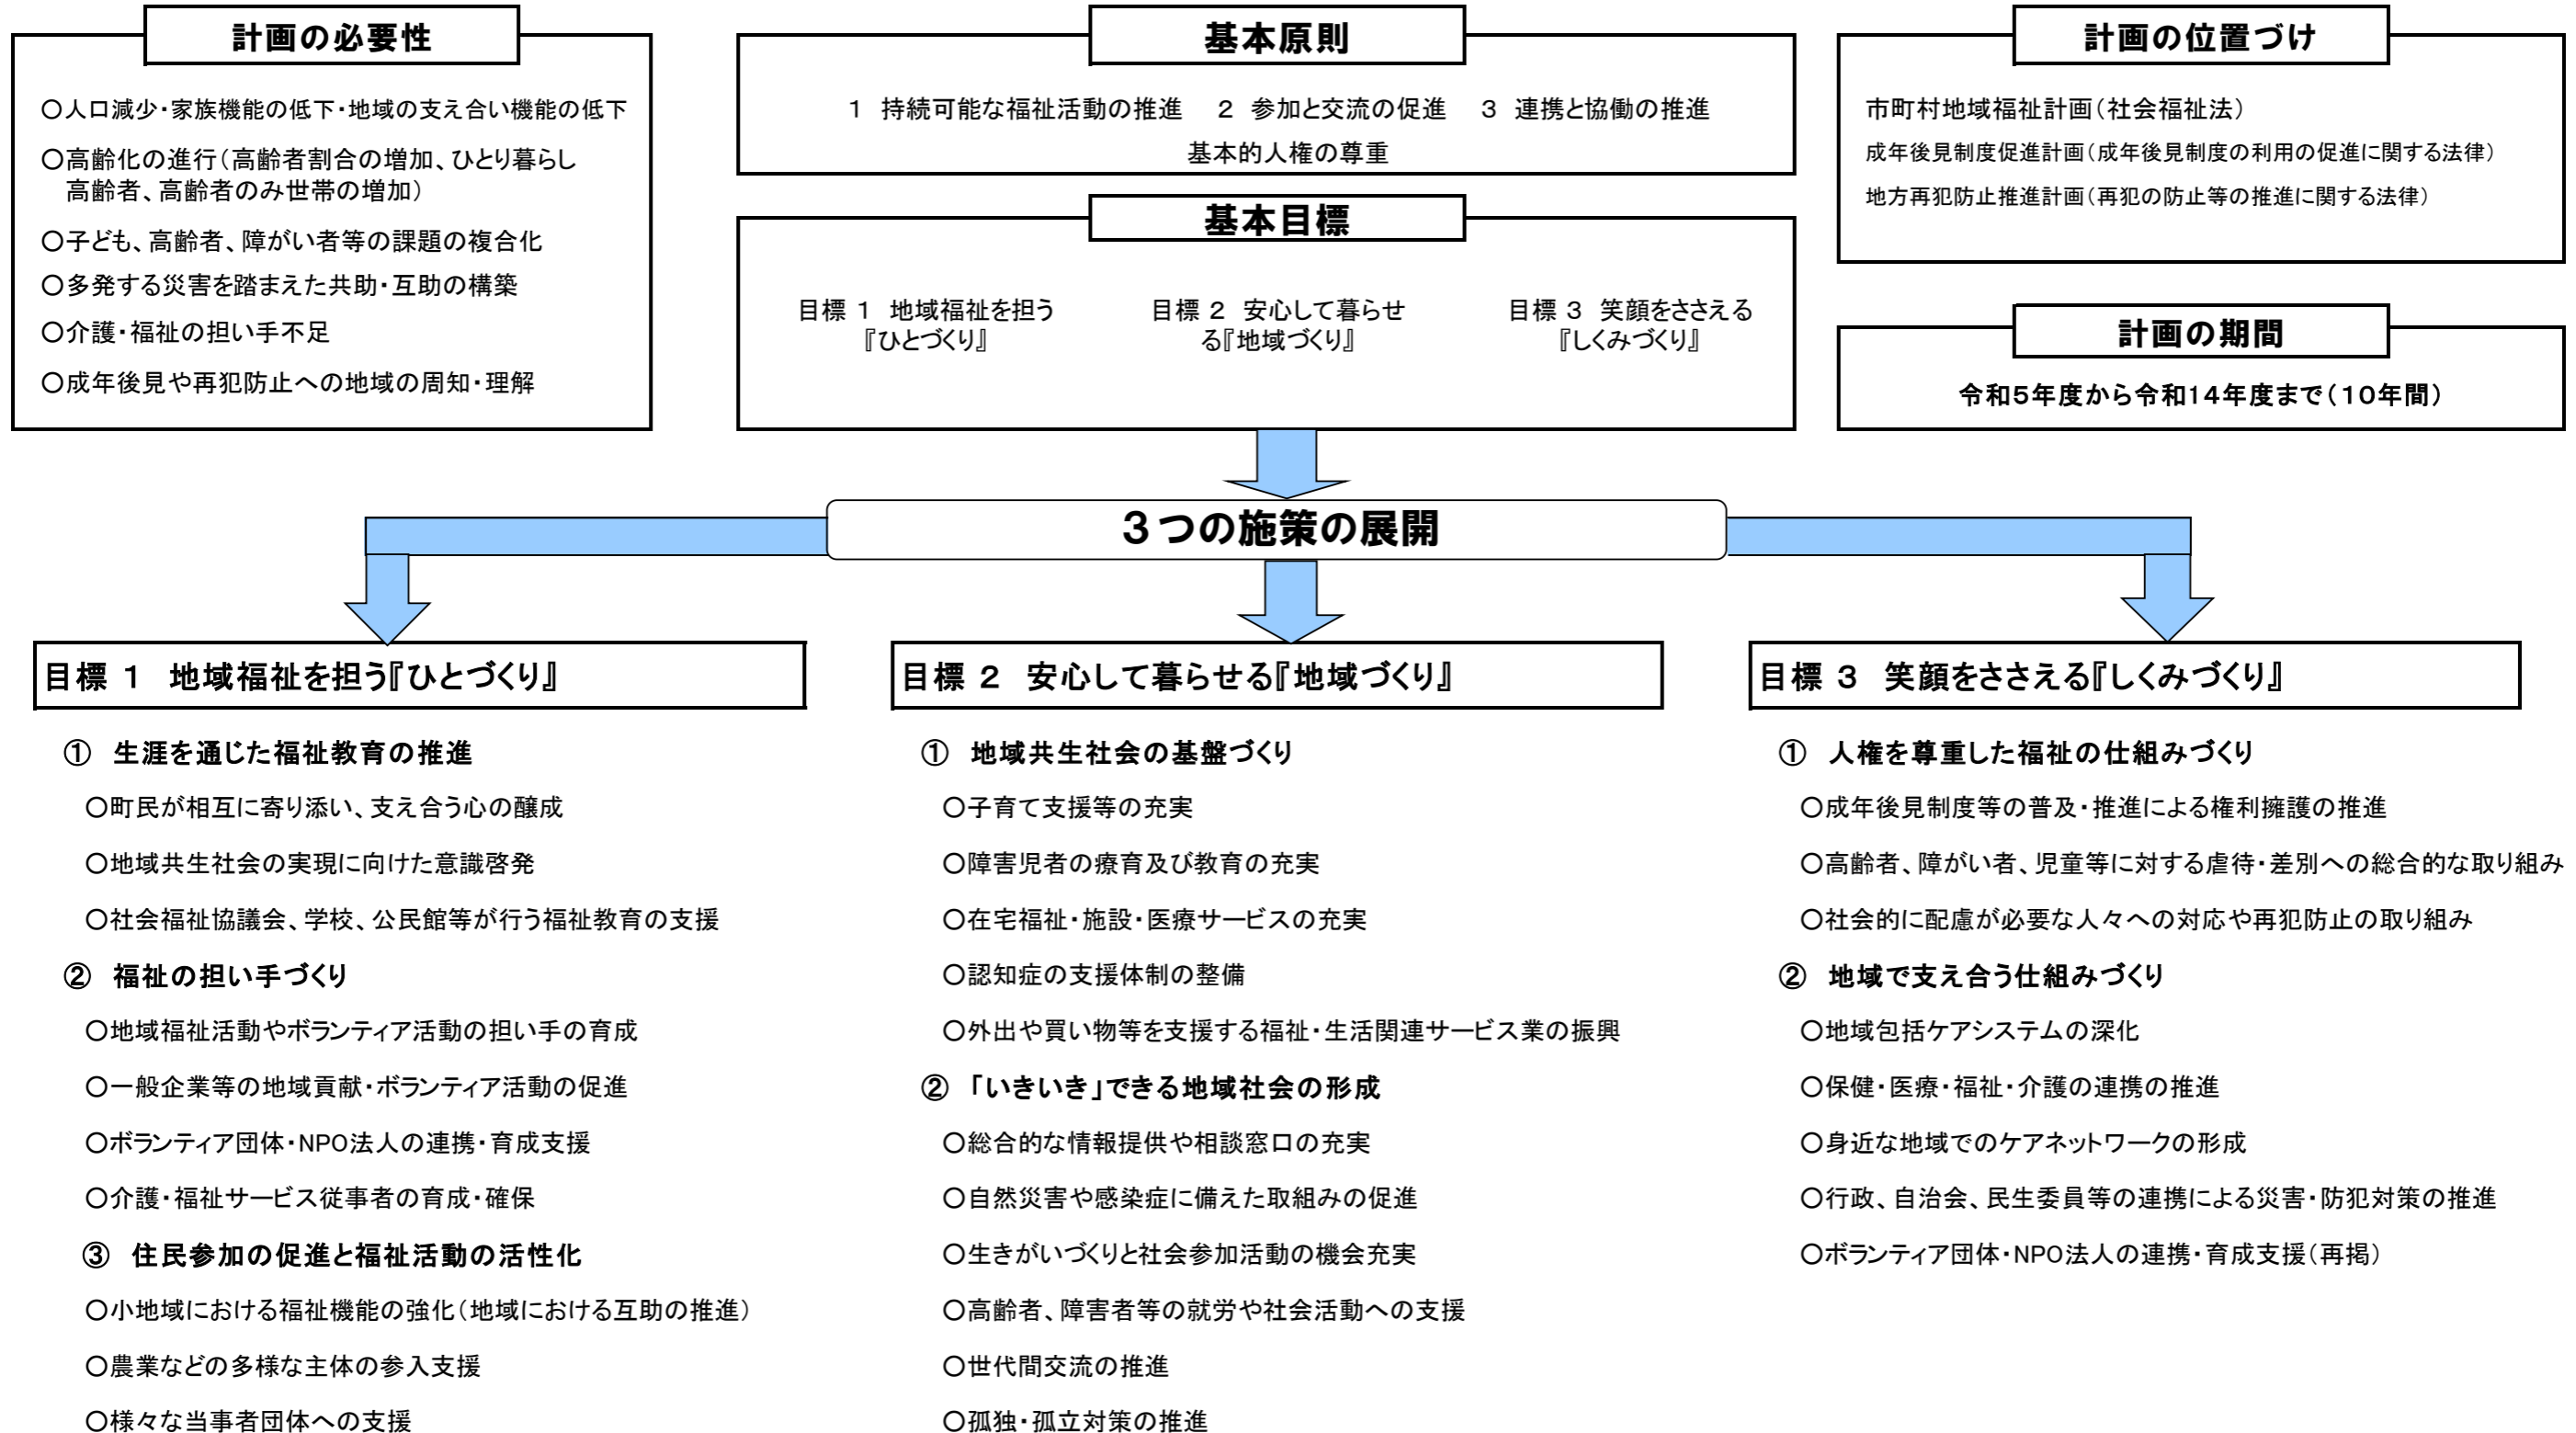 計画の必要性
〇人口減少・家族機能の低下・地域の支え合い機能の低下
〇高齢化の進行（高齢者割合の増加、ひとり暮らし
高齢者、高齢者のみ世帯の増加）
〇子ども、高齢者、障がい者等の課題の複合化
〇多発する災害を踏まえた共助・互助の構築
〇介護・福祉の担い手不足
〇成年後見や再犯防止への地域の周知・理解
基本原則
１　持続可能な福祉活動の推進　２　参加と交流の促進　３　連携と協働の推進
基本的人権の尊重
基本目標
目標 １　地域福祉を担う
『ひとづくり』
目標 ２　安心して暮らせ
る『地域づくり』
目標 ３　笑顔をささえる
『しくみづくり』
計画の位置づけ
市町村地域福祉計画（社会福祉法）
成年後見制度促進計画（成年後見制度の利用の促進に関する法律）
地方再犯防止推進計画（再犯の防止等の推進に関する法律）
計画の期間
令和５年度から令和１４年度まで（１０年間）
３つの施策の展開
目標 １　地域福祉を担う『ひとづくり』
①　生涯を通じた福祉教育の推進
〇町民が相互に寄り添い、支え合う心の醸成
〇地域共生社会の実現に向けた意識啓発
〇社会福祉協議会、学校、公民館等が行う福祉教育の支援
②　福祉の担い手づくり
〇地域福祉活動やボランティア活動の担い手の育成
〇一般企業等の地域貢献・ボランティア活動の促進
〇ボランティア団体・NPO法人の連携・育成支援
〇介護・福祉サービス従事者の育成・確保
③　住民参加の促進と福祉活動の活性化
〇小地域における福祉機能の強化（地域における互助の推進）
〇農業などの多様な主体の参入支援
〇様々な当事者団体への支援
目標 ２　安心して暮らせる『地域づくり』
①　地域共生社会の基盤づくり
〇子育て支援等の充実
〇障害児者の療育及び教育の充実
〇在宅福祉・施設・医療サービスの充実
〇認知症の支援体制の整備
〇外出や買い物等を支援する福祉・生活関連サービス業の振興
②　「いきいき」できる地域社会の形成
〇総合的な情報提供や相談窓口の充実
〇自然災害や感染症に備えた取組みの促進
〇生きがいづくりと社会参加活動の機会充実
〇高齢者、障害者等の就労や社会活動への支援
〇世代間交流の推進
〇孤独・孤立対策の推進
目標 ３　笑顔をささえる『しくみづくり』
①　人権を尊重した福祉の仕組みづくり
〇成年後見制度等の普及・推進による権利擁護の推進
〇高齢者、障がい者、児童等に対する虐待・差別への総合的な取り組み
〇社会的に配慮が必要な人々への対応や再犯防止の取り組み
②　地域で支え合う仕組みづくり
〇地域包括ケアシステムの深化
〇保健・医療・福祉・介護の連携の推進
〇身近な地域でのケアネットワークの形成
〇行政、自治会、民生委員等の連携による災害・防犯対策の推進
〇ボランティア団体・NPO法人の連携・育成支援（再掲）